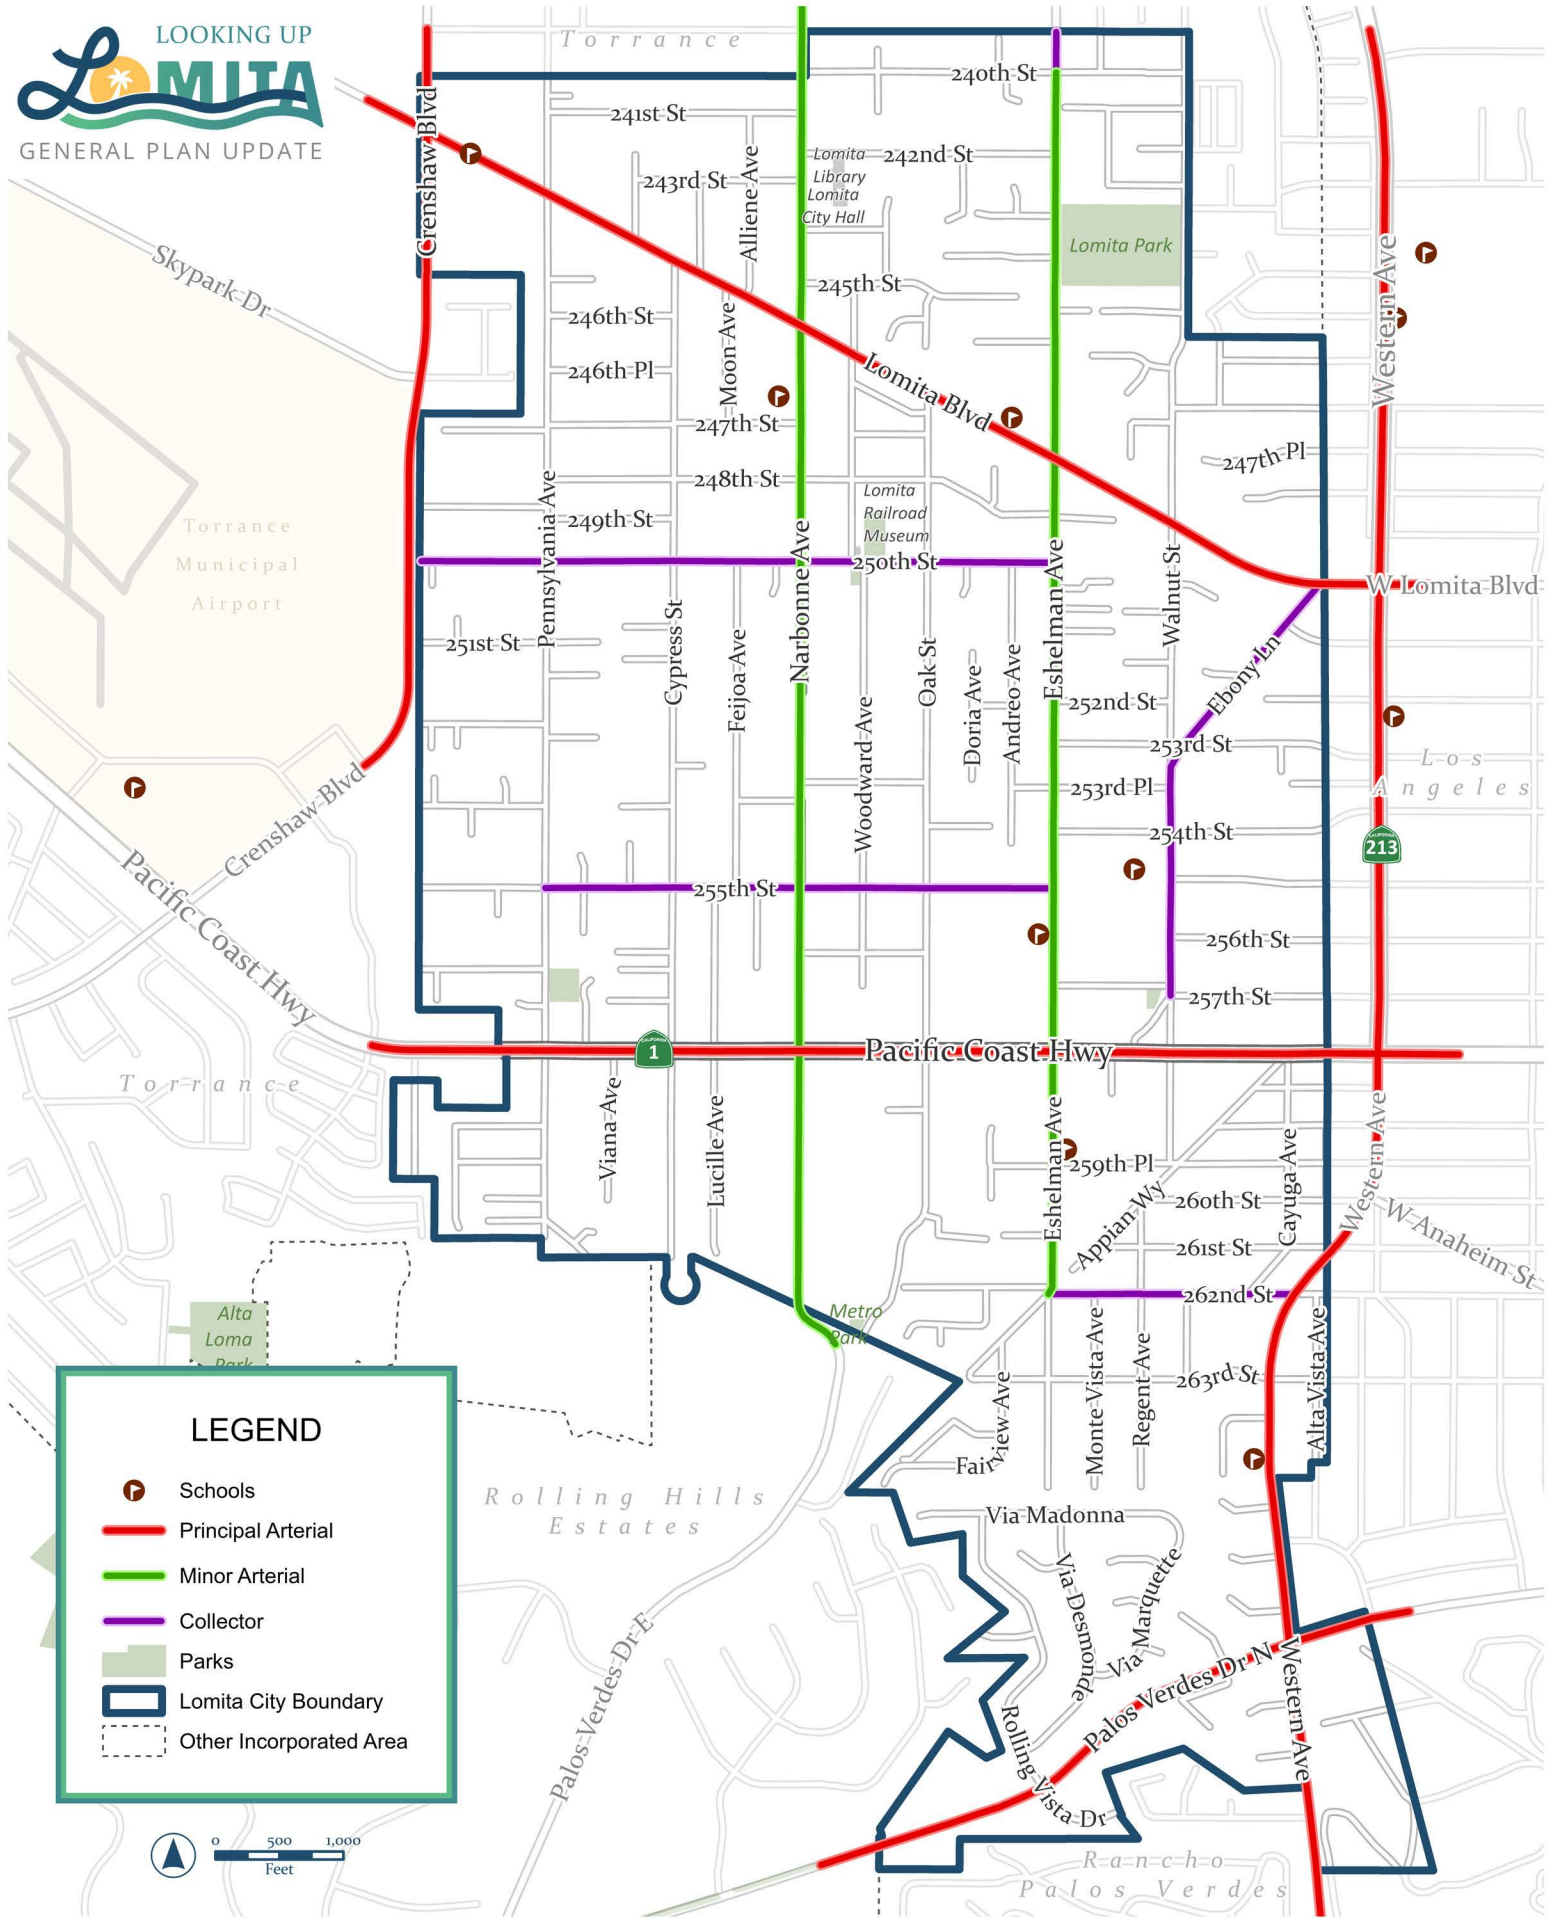 LOOKING UP
LOMITA
GENERAL PLAN UPDATE
Torrance
240th St
241st St
242nd St
243rd St
Alliene Ave
Crenshaw Blvd
Lomita
Library
Lomita
City Hall
Lomita Park
Skypark Dr
245th St
246th St
246th Pl
Moon Ave
Lomita Blvd
Western Ave
247th St
247th Pl
248th St
249th St
Lomita
Railroad
Museum
250th St
Torrance
Municipal
Airport
Pennsylvania Ave
Narbonne Ave
Eshelman Ave
Walnut St
W Lomita Blvd
251st St
Cypress St
Feijoa Ave
Woodward Ave
Oak St
Doria Ave
Andreo Ave
252nd St
Ebony Ln
253rd St
253rd Pl
254th St
Los
Angeles
CALIFORNIA
213
Crenshaw Blvd
Pacific Coast Hwy
255th St
256th St
257th St
CALIFORNIA
1
Pacific Coast Hwy
Torrance
Viana Ave
Lucille Ave
Eshelman Ave
259th Pl
Appian Wy
260th St
261st St
Cayuga Ave
Western Ave
W Anaheim St
262nd St
Metro
Park
Alta
Loma
Park
263rd St
Fairview Ave
Monte Vista Ave
Regent Ave
Alta Vista Ave
Rolling Hills
Estates
Via Madonna
Via Desmonde
Via Marquette
Palos Verdes Dr E
Palos Verdes Dr N
Western Ave
Rolling Vista Dr
Rancho
Palos Verdes
LEGEND
Schools
Principal Arterial
Minor Arterial
Collector
Parks
Lomita City Boundary
Other Incorporated Area
0 500 1,000
Feet